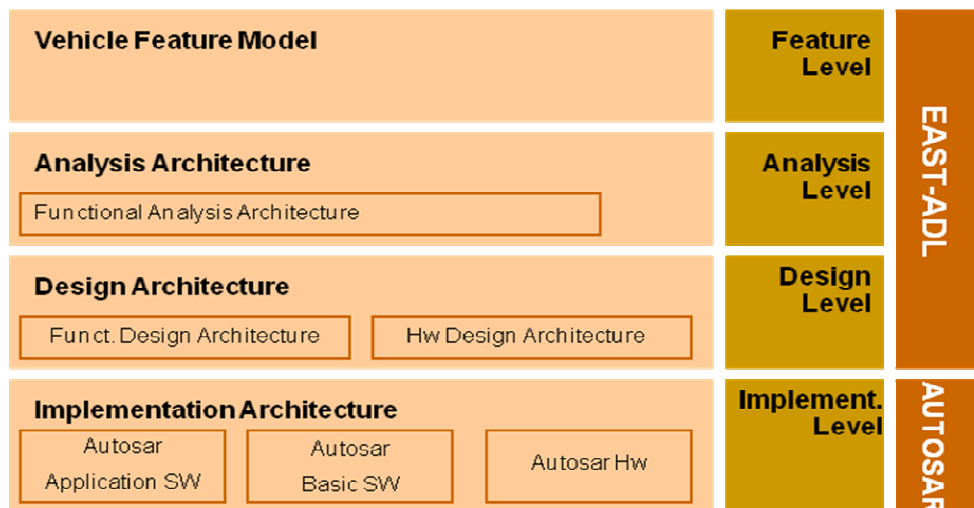 Vehicle Feature Model
Feature
Level
Analysis Architecture
Functional Analysis Architecture
Analysis
Level
Design Architecture
Funct. Design Architecture
Hw Design Architecture
Design
Level
EAST-ADL
Implementation Architecture
Autosar
Application SW
Autosar
Basic SW
Autosar Hw
Implement.
Level
AUTOSAR